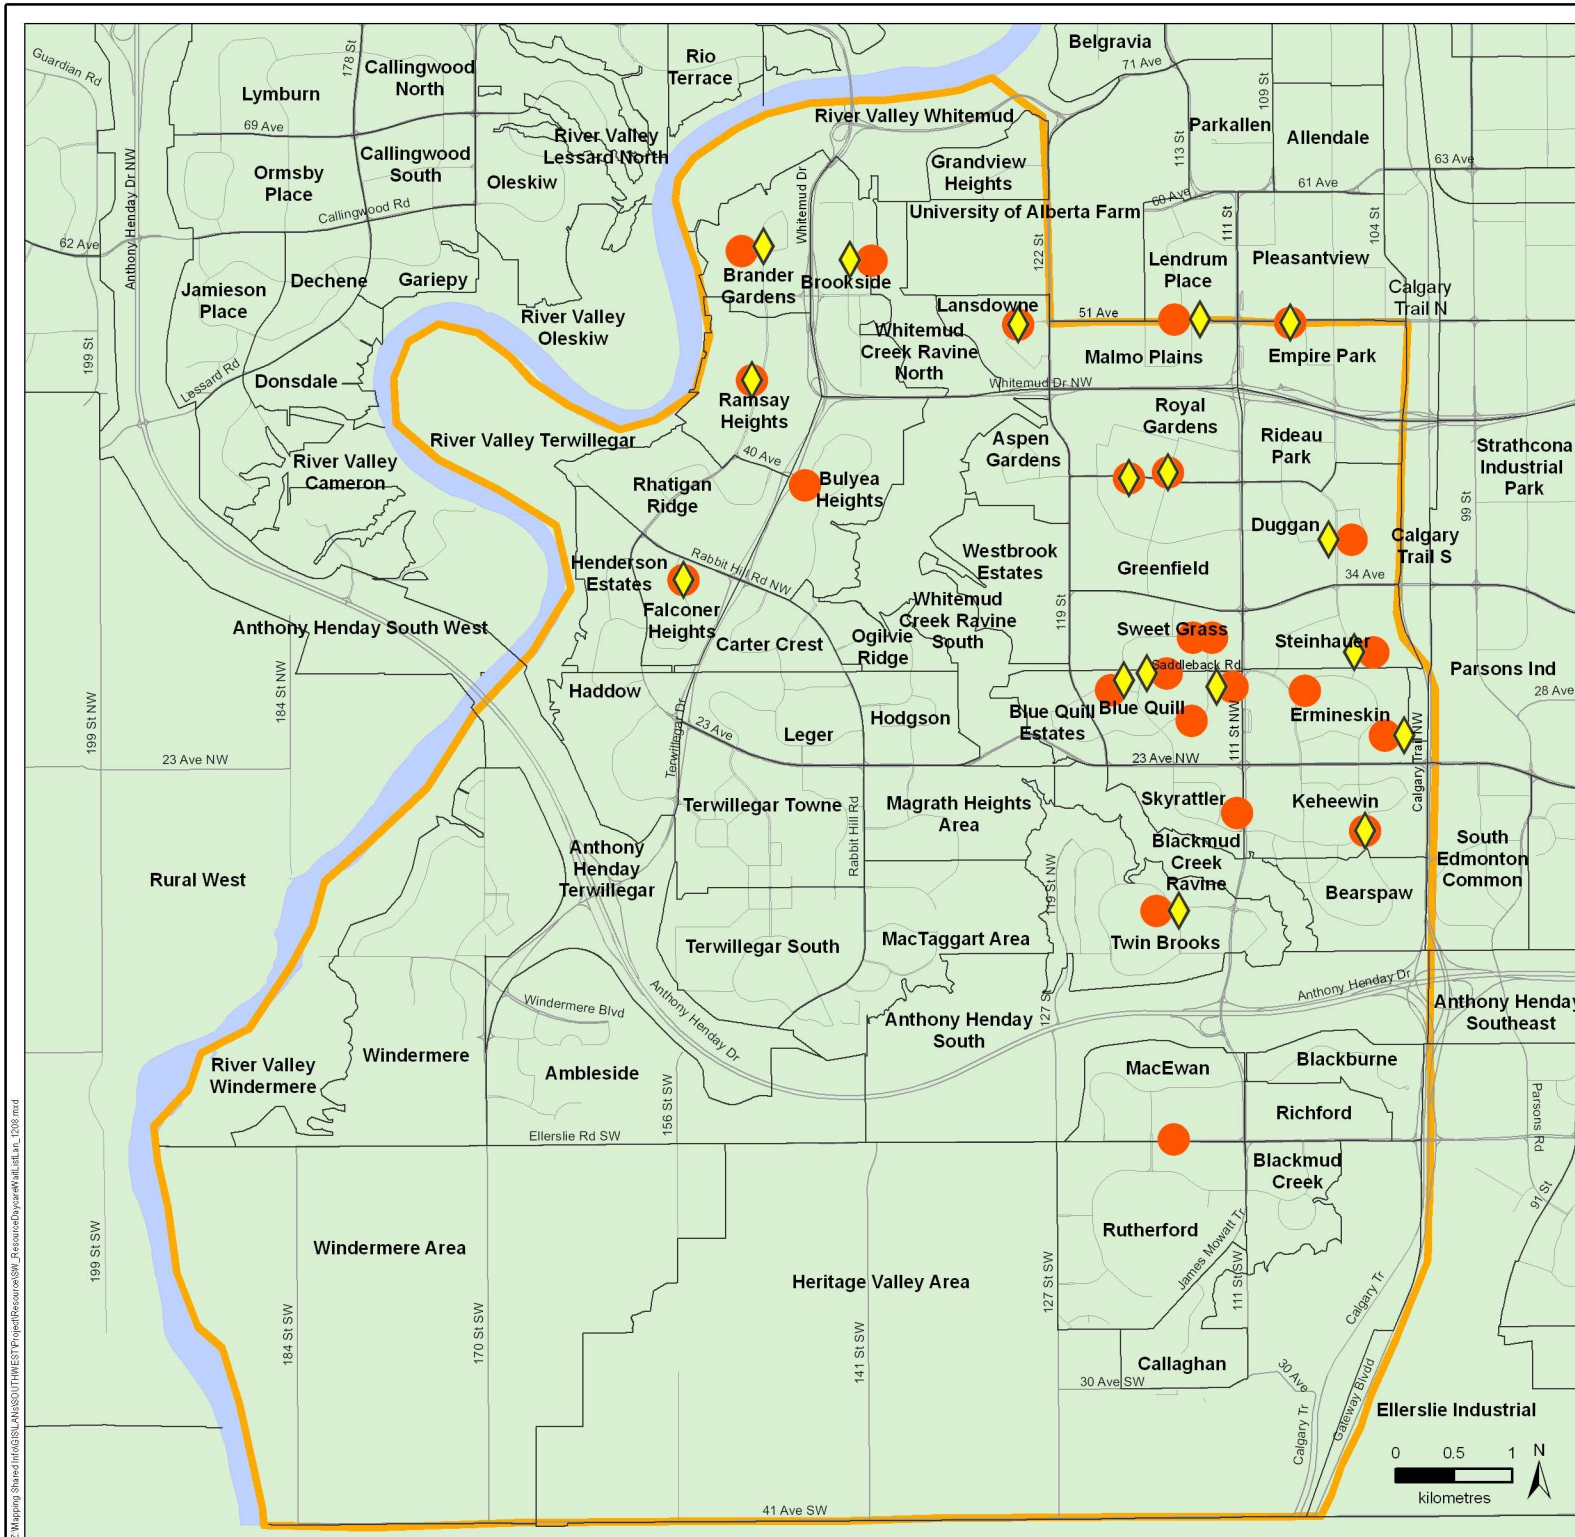 Belgravia
Rio
Terrace
71 Ave
Guardian Rd
178 St
Callingwood
North
Lymburn
109 St
River Valley Whitemud
Parkallen
69 Ave
River Valley
Lessard North
Allendale
113 St
Callingwood
South
Grandview
Heights
63 Ave
Ormsby
Place
Oleskiw
61 Ave
60 Ave
Callingwood Rd
University of Alberta Farm
Anthony Henday Dr NW
Whitemud Dr
122 St
111 St
104 St
62 Ave
Lendrum
Place
Pleasantview
Brander
Gardens
Brookside
Dechene
Gariepy
Jamieson
Place
Calgary
Trail N
Lansdowne
River Valley
Oleskiw
51 Ave
Whitemud
Creek Ravine
North
Malmo Plains
Empire Park
199 St
Lessard Rd
Donsdale
Whitemud Dr NW
Ramsay
Heights
Royal
Gardens
River Valley Terwillegar
Aspen
Gardens
Rideau
Park
Strathcona
Industrial
Park
River Valley
Cameron
40 Ave
Rhatigan
Ridge
Bulyea
Heights
99 St
Duggan
Calgary
Trail S
Westbrook
Estates
Henderson
Estates
Rabbit Hill Rd NW
Greenfield
34 Ave
Falconer
Heights
119 St
Whitemud
Creek Ravine
South
Anthony Henday South West
Carter Crest
Ogilvie
Ridge
Sweet Grass
Steinhauer
Saddleback Rd
Parsons Ind
184 St NW
199 St NW
Haddow
28 Ave
Blue Quill
Estates
Blue Quill
Hodgson
Ermineskin
Terwillegar Dr
23 Ave
Leger
111 St NW
Calgary Trail NW
23 Ave NW
23 Ave NW
Terwillegar Towne
Rabbit Hill Rd
Magrath Heights
Area
Skyrattler
Keheewin
Blackmud
Creek
Ravine
South
Edmonton
Common
Anthony
Henday
Terwillegar
Rural West
119 St NW
Bearspaw
Terwillegar South
MacTaggart Area
Twin Brooks
Windermere Blvd
Anthony Henday Dr
127 St
Anthony Henday Dr
Anthony Henday
South
Anthony Henday
Southeast
River Valley
Windermere
Windermere
Ambleside
MacEwan
Blackburne
156 St SW
Richford
Parsons Rd
Ellerslie Rd SW
Blackmud
Creek
91 St
Rutherford
199 St SW
Windermere Area
James Mowatt Tr
Heritage Valley Area
127 St SW
111 St SW
Calgary Tr
184 St SW
170 St SW
141 St SW
Callaghan
30 Ave SW
30 Ave
Gateway Blvdd
Calgary Tr
Ellerslie Industrial
0 0.5 1
N
kilometres
41 Ave SW